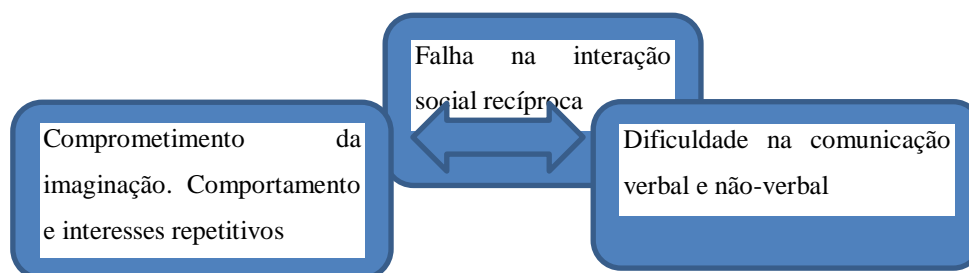 Falha na interação
social recíproca
Comprometimento da
imaginação. Comportamento
e interesses repetitivos
Dificuldade na comunicação
verbal e não-verbal